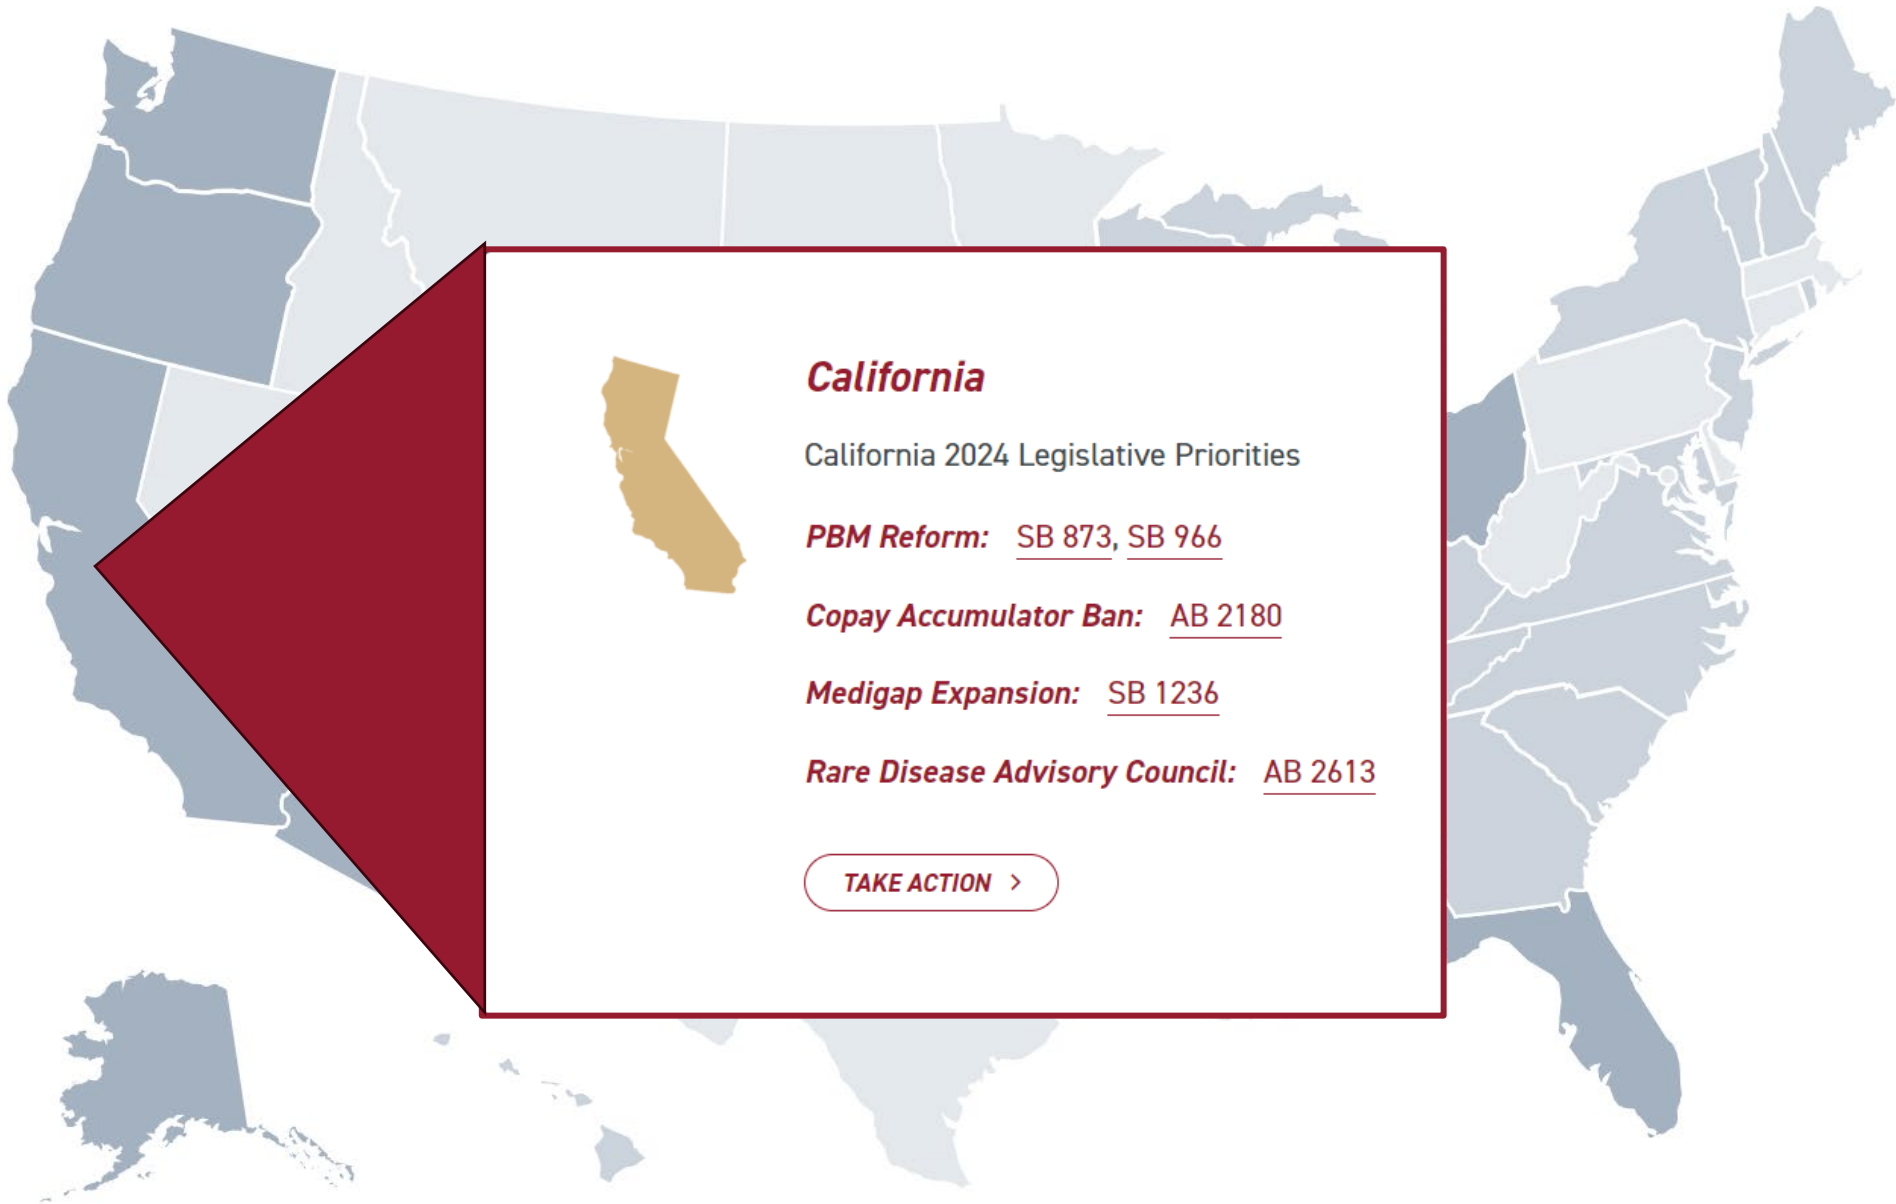 California
California 2024 Legislative Priorities
PBM Reform: SB 873, SB 966
Copay Accumulator Ban: AB 2180
Medigap Expansion: SB 1236
Rare Disease Advisory Council: AB 2613
TAKE ACTION >